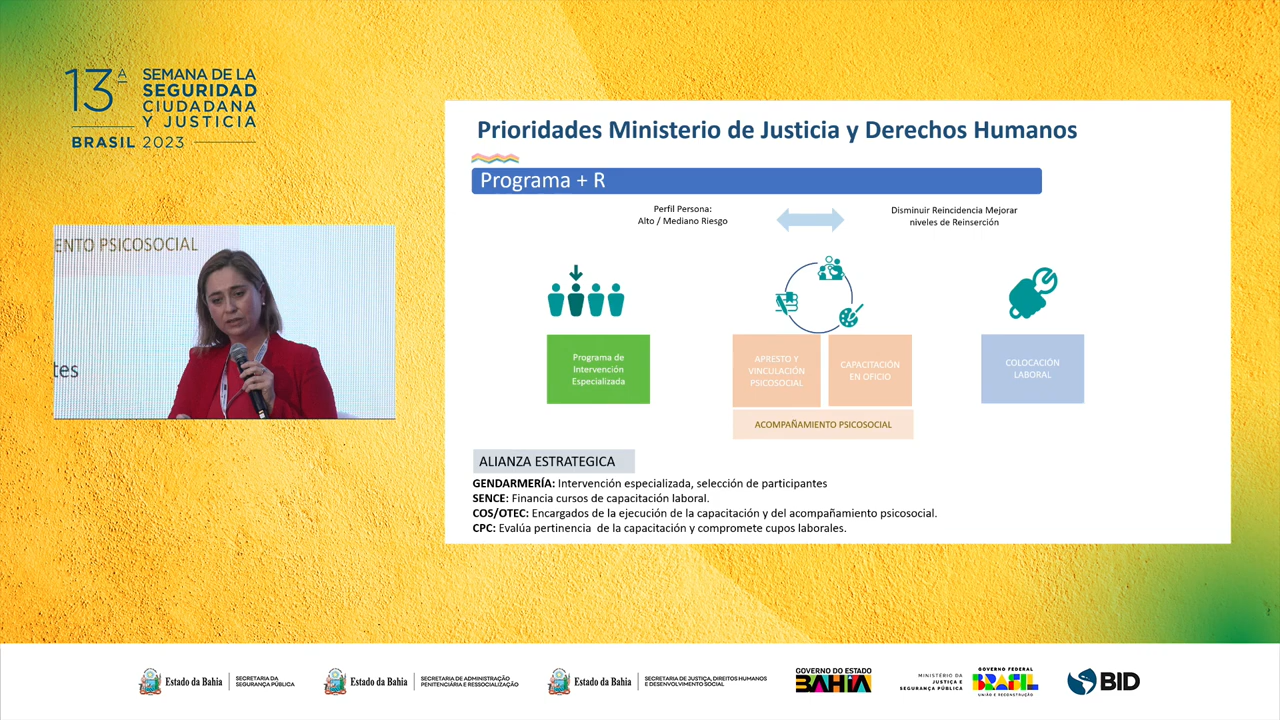 13ª
SEMANA DE LA
SEGURIDAD
CIUDADANA
Y JUSTICIA
BRASIL 2023
ENTO PSICOSOCIAL
tes
Prioridades Ministerio de Justicia y Derechos Humanos
Programa + R
Perfil Persona:
Alto / Mediano Riesgo
Disminuir Reincidencia Mejorar
niveles de Reinserción
Programa de
Intervención
Especializada
APRESTO Y
VINCULACIÓN
PSICOSOCIAL
CAPACITACIÓN
EN OFICIO
ACOMPAÑAMIENTO PSICOSOCIAL
COLOCACIÓN
LABORAL
ALIANZA ESTRATEGICA
GENDARMERÍA: Intervención especializada, selección de participantes
SENCE: Financia cursos de capacitación laboral.
COS/OTEC: Encargados de la ejecución de la capacitación y del acompañamiento psicosocial.
CPC: Evalúa pertinencia de la capacitación y compromete cupos laborales.
Estado da Bahia
SECRETARIA DA
SEGURANÇA PÚBLICA
Estado da Bahia
SECRETARIA DE ADMINISTRAÇÃO
PENITENCIÁRIA E RESSOCIALIZAÇÃO
Estado da Bahia
SECRETARIA DE JUSTIÇA, DIREITOS HUMANOS
E DESENVOLVIMENTO SOCIAL
GOVERNO DO ESTADO
BAHIA
MINISTÉRIO DA
JUSTIÇA E
SEGURANÇA PÚBLICA
GOVERNO FEDERAL
BRASIL
UNIÃO E RECONSTRUÇÃO
BID